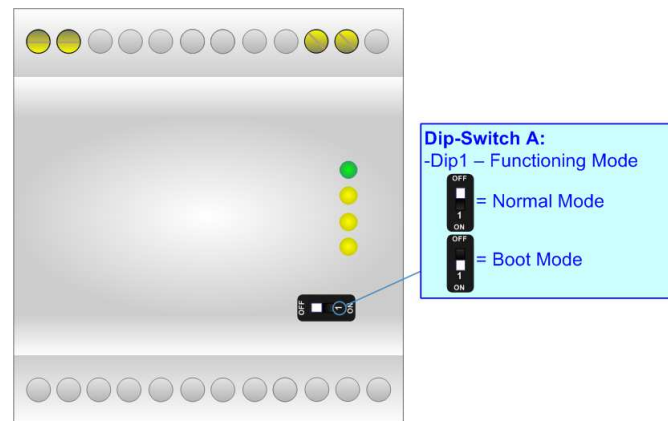 Dip-Switch A:
-Dip1 – Functioning Mode
OFF
1
ON
= Normal Mode
OFF
1
ON
= Boot Mode
OFF
1
ON